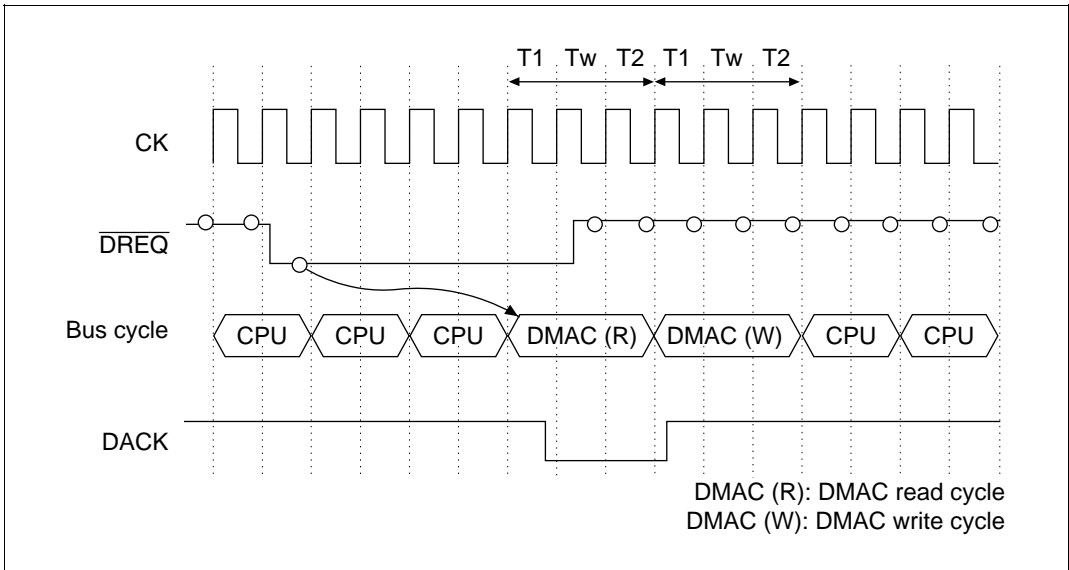 T1 Tw T2 T1 Tw T2
CK
DREQ
Bus cycle CPU CPU CPU DMAC (R) DMAC (W) CPU CPU
DACK
DMAC (R): DMAC read cycle
DMAC (W): DMAC write cycle